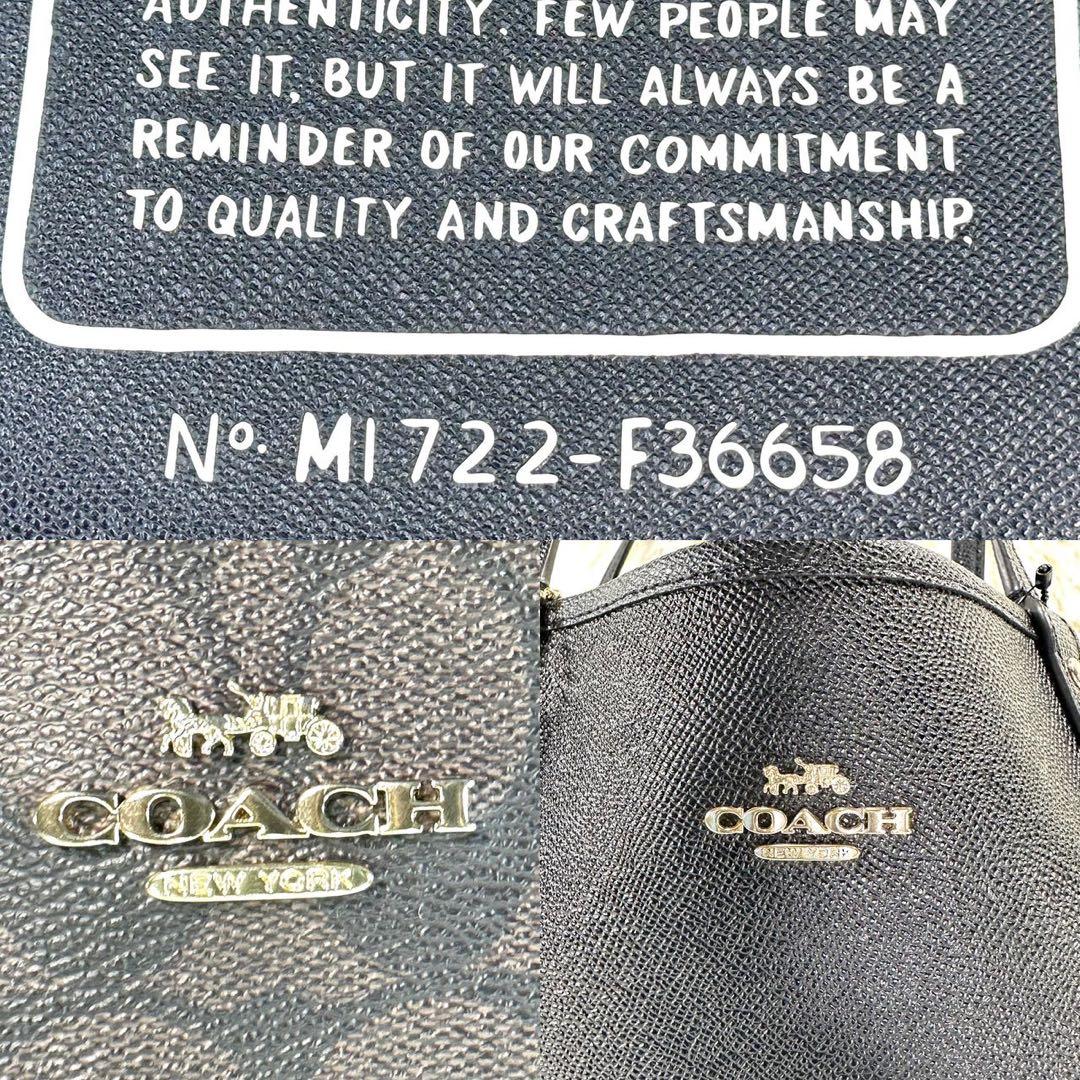 AUTHENTICITY. FEW PEOPLE MAY
SEE IT, BUT IT WILL ALWAYS BE A
REMINDER OF OUR COMMITMENT
TO QUALITY AND CRAFTSMANSHIP.
No. M1722-F36658
COACH
NEW YORK
COACH
NEW YORK